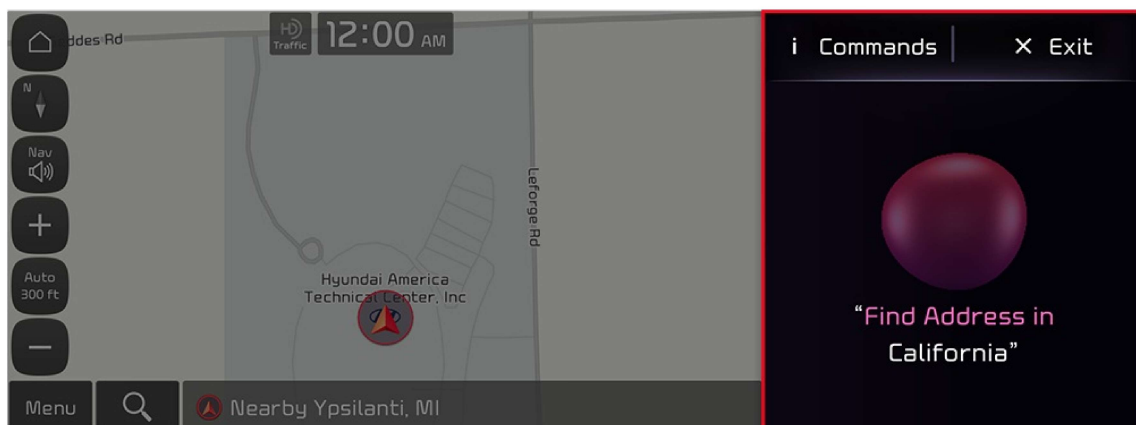 ddes Rd
HD
Traffic
12:00 AM
i Commands
X Exit
N
Nav
Leforge Rd
Auto
300 ft
Hyundai America
Technical Center, Inc
“Find Address in
California”
Menu
Nearby Ypsilanti, MI